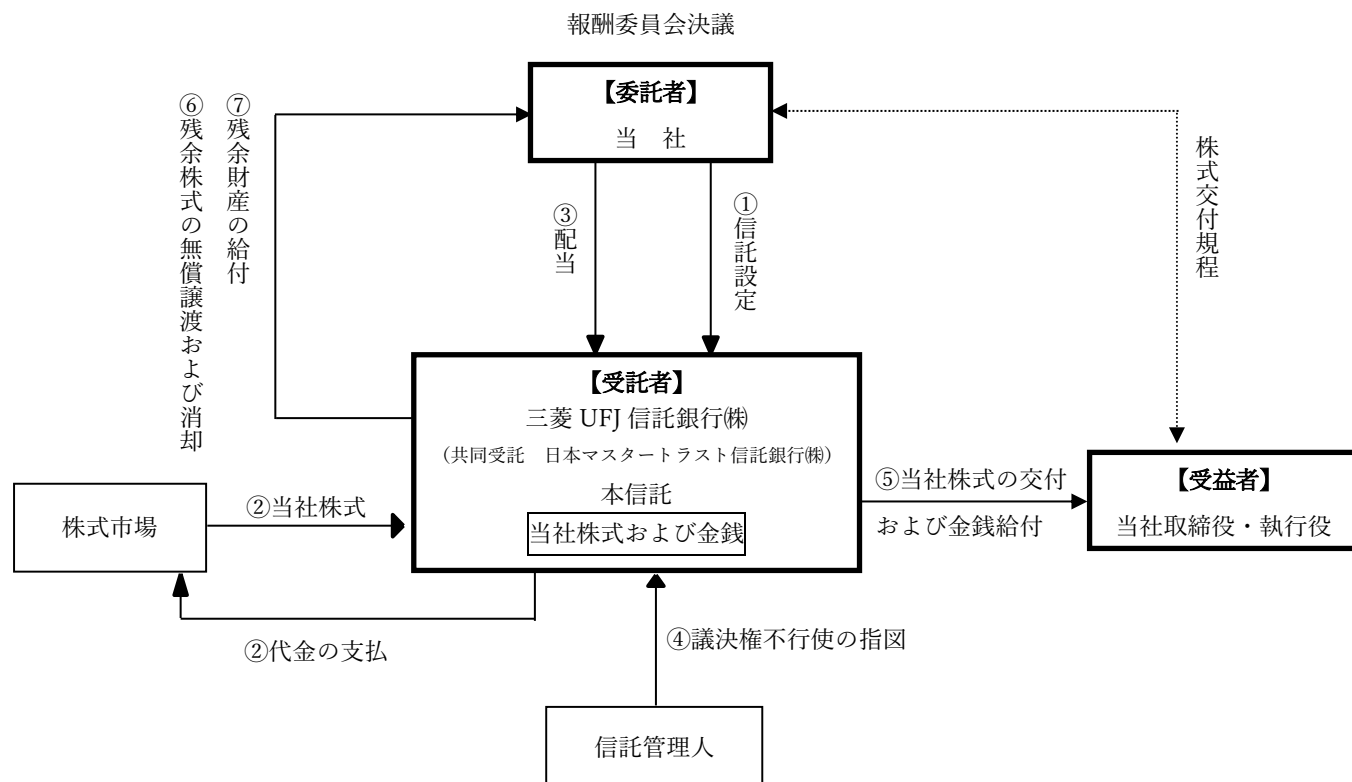 報酬委員会決議
【委託者】
当　社
⑦残余財産の給付
⑥残余株式の無償譲渡および消却
③配当
①信託設定
株式交付規程
【受託者】
三菱 UFJ 信託銀行㈱
（共同受託　日本マスタートラスト信託銀行㈱）
本信託
当社株式および金銭
株式市場
②当社株式
②代金の支払
⑤当社株式の交付
および金銭給付
【受益者】
当社取締役・執行役
④議決権不行使の指図
信託管理人